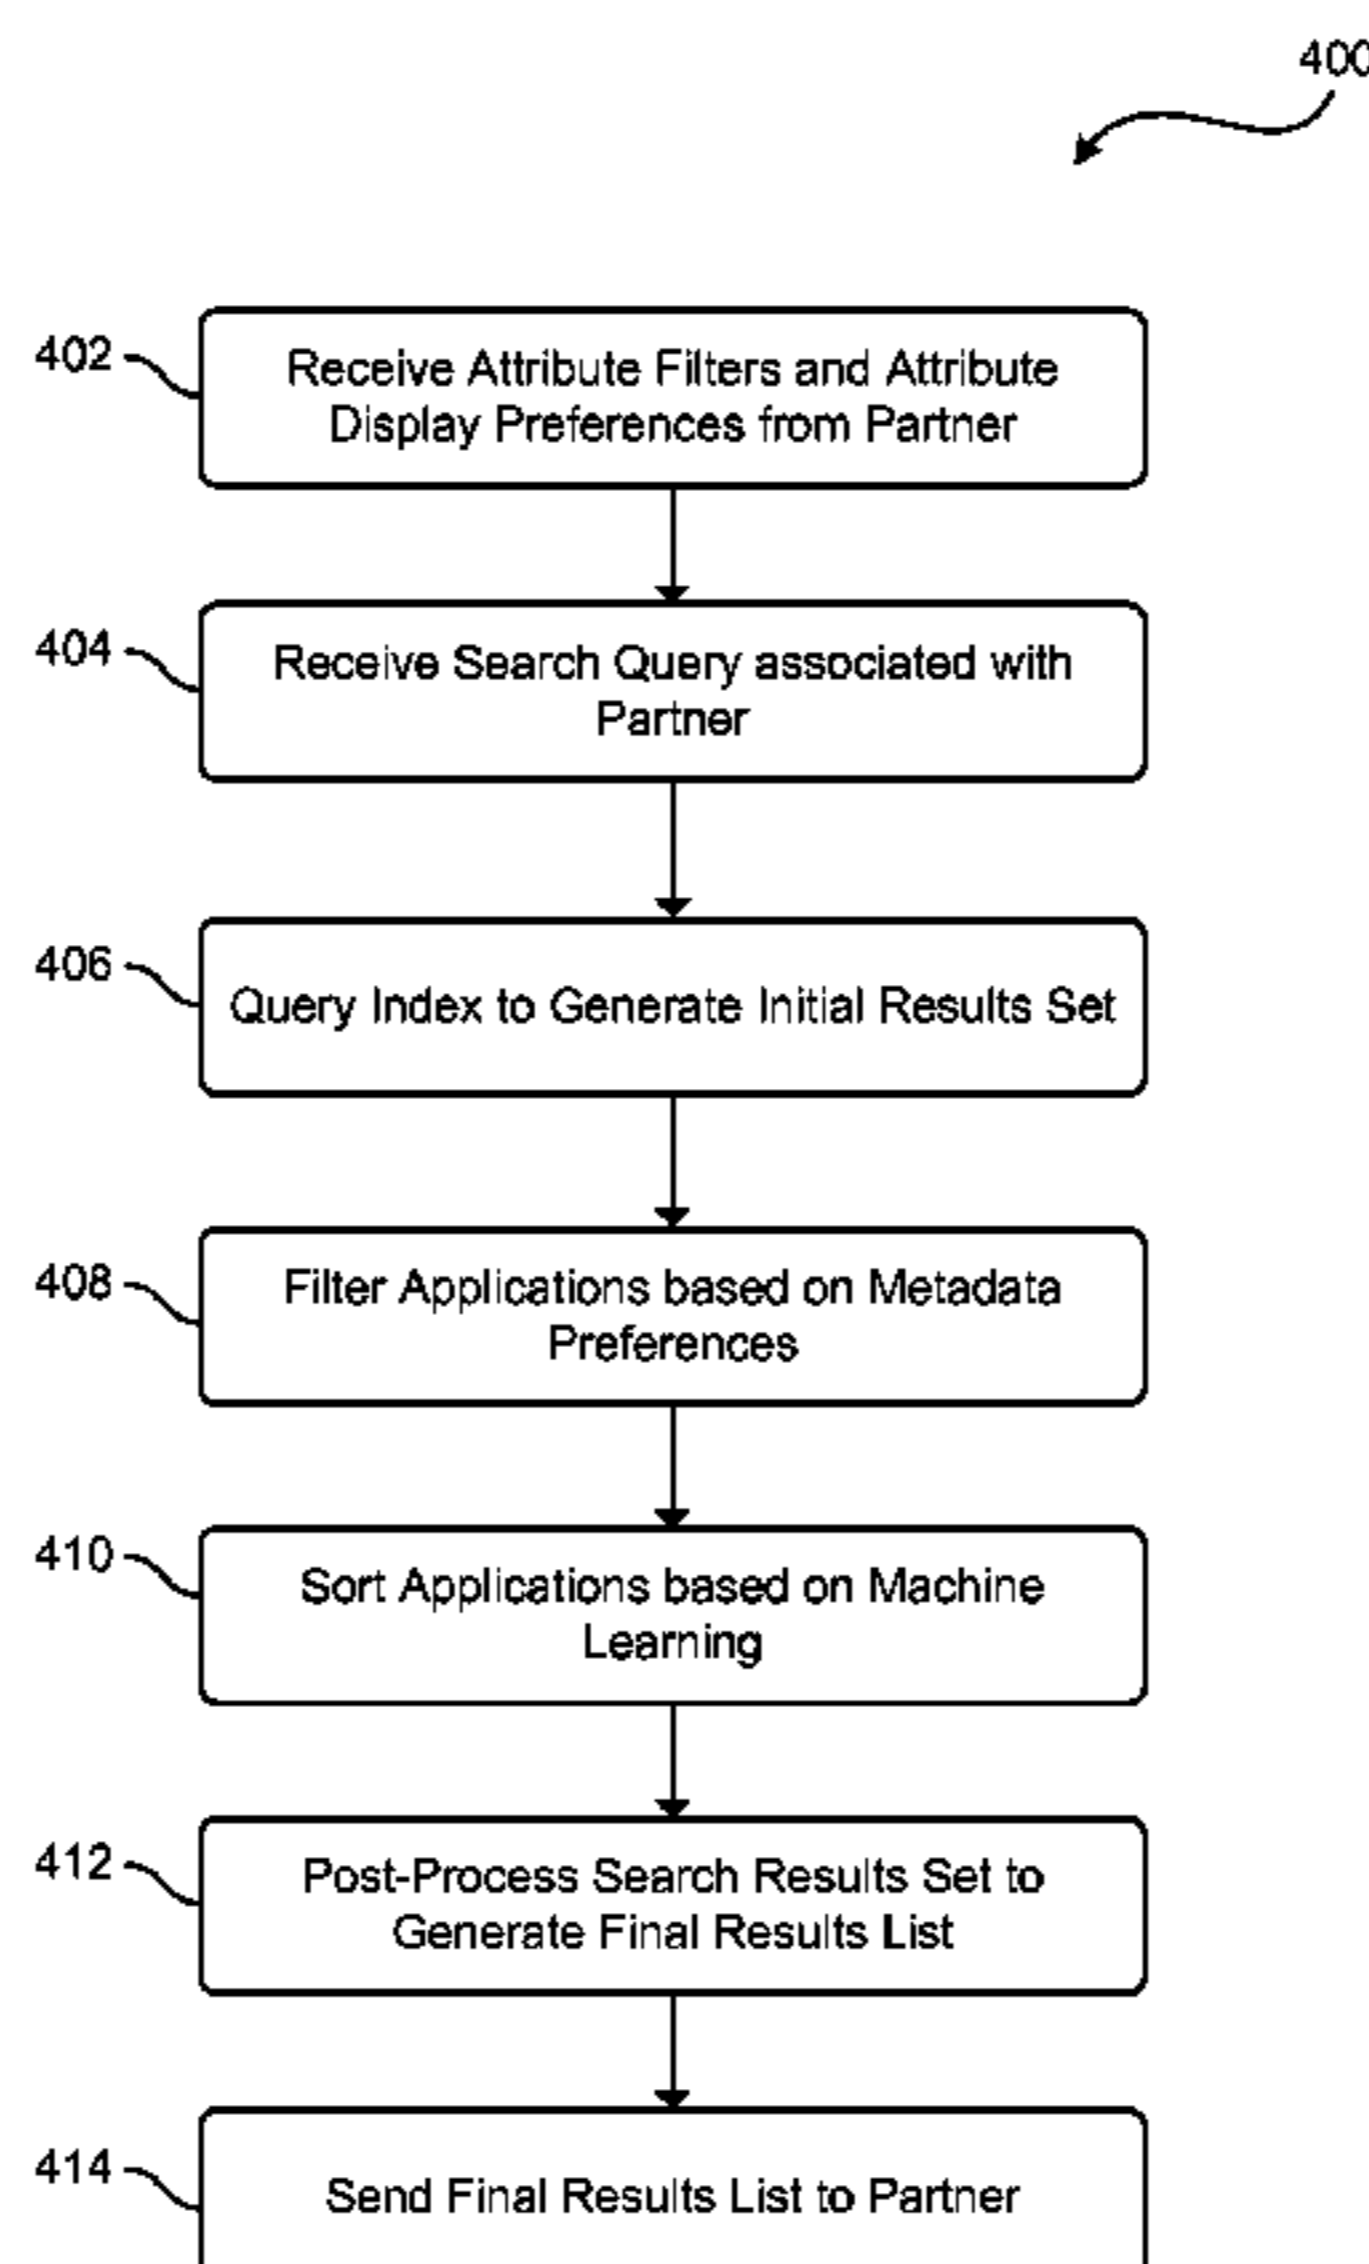 400
402
Receive Attribute Filters and Attribute
Display Preferences from Partner
404
Receive Search Query associated with
Partner
406
Query Index to Generate Initial Results Set
408
Filter Applications based on Metadata
Preferences
410
Sort Applications based on Machine
Learning
412
Post-Process Search Results Set to
Generate Final Results List
414
Send Final Results List to Partner